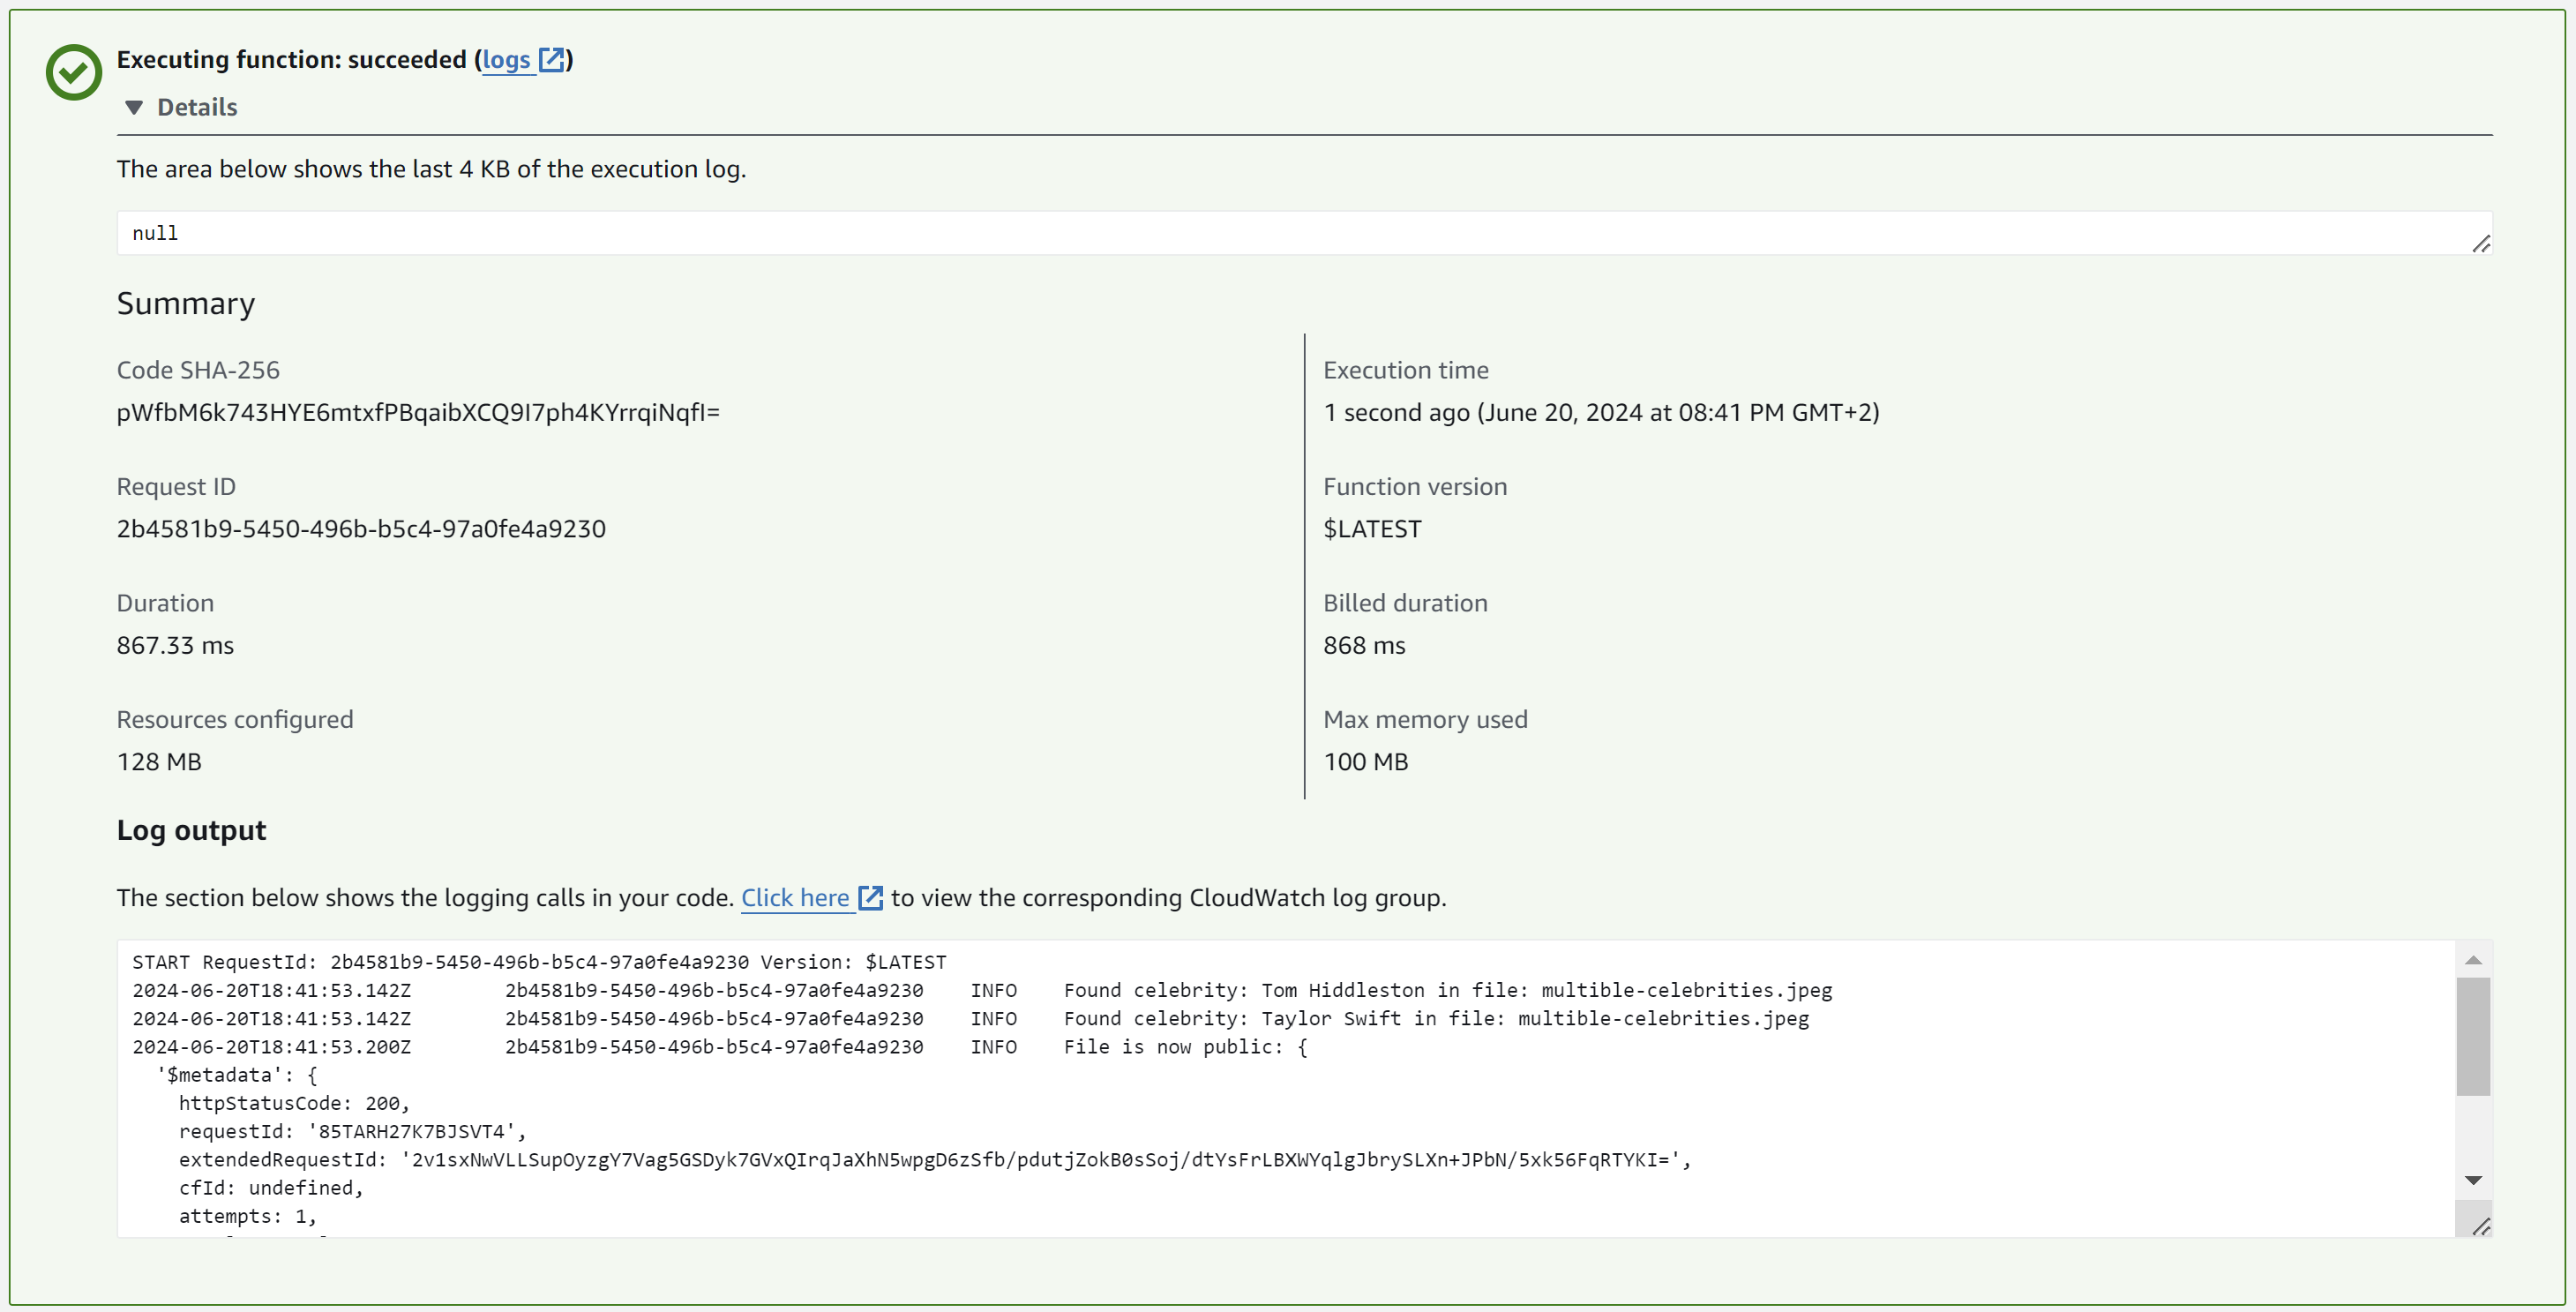 Executing function: succeeded (logs)
Details
The area below shows the last 4 KB of the execution log.
null
Summary
Code SHA-256
pWfbM6k743HYE6mtxfPBqaibXCQ9I7ph4KYrrqiNqfI=
Execution time
1 second ago (June 20, 2024 at 08:41 PM GMT+2)
Request ID
2b4581b9-5450-496b-b5c4-97a0fe4a9230
Function version
$LATEST
Duration
867.33 ms
Billed duration
868 ms
Resources configured
128 MB
Max memory used
100 MB
Log output
The section below shows the logging calls in your code. Click here to view the corresponding CloudWatch log group.
START RequestId: 2b4581b9-5450-496b-b5c4-97a0fe4a9230 Version: $LATEST
2024-06-20T18:41:53.142Z 2b4581b9-5450-496b-b5c4-97a0fe4a9230 INFO Found celebrity: Tom Hiddleston in file: multible-celebrities.jpeg
2024-06-20T18:41:53.142Z 2b4581b9-5450-496b-b5c4-97a0fe4a9230 INFO Found celebrity: Taylor Swift in file: multible-celebrities.jpeg
2024-06-20T18:41:53.200Z 2b4581b9-5450-496b-b5c4-97a0fe4a9230 INFO File is now public: {
'$metadata': {
httpStatusCode: 200,
requestId: '85TARH27K7BJSVT4',
extendedRequestId: '2v1sxNwVLLSupOyzgY7Vag5GSDyk7GVxQIrqJaXhN5wpgD6zSfb/pdutjZokB0sSoj/dtYsFrLBXWYqlgJbrySLXn+JPbN/5xk56FqRTYKI=',
cfId: undefined,
attempts: 1,